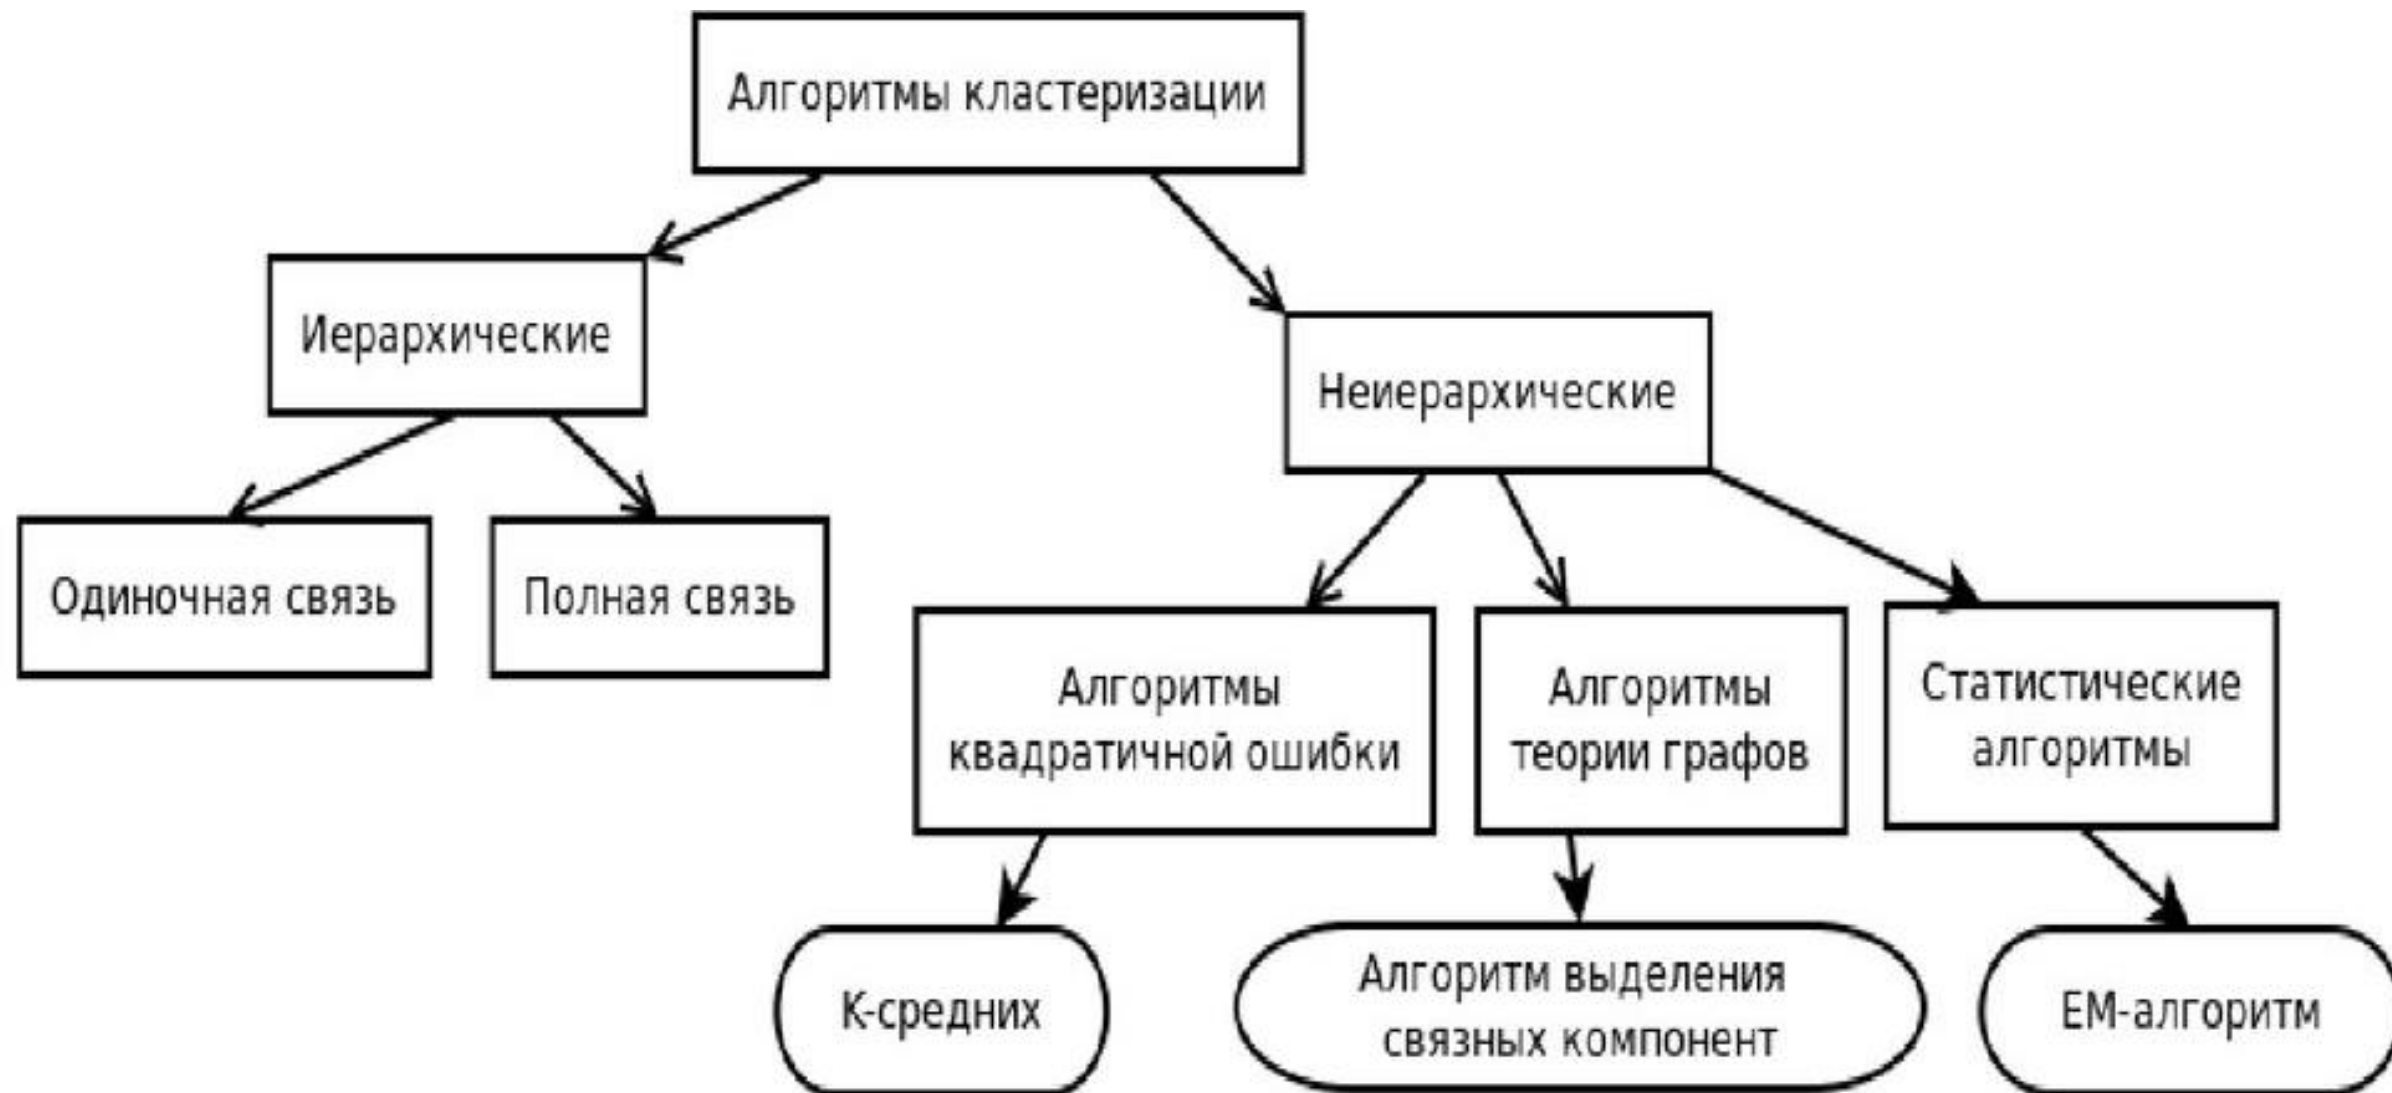 Алгоритмы кластеризации
Иерархические
Неиерархические
Одиночная связь
Полная связь
Алгоритмы
квадратичной ошибки
Алгоритмы
теории графов
Статистические
алгоритмы
К-средних
Алгоритм выделения
связных компонент
ЕМ-алгоритм